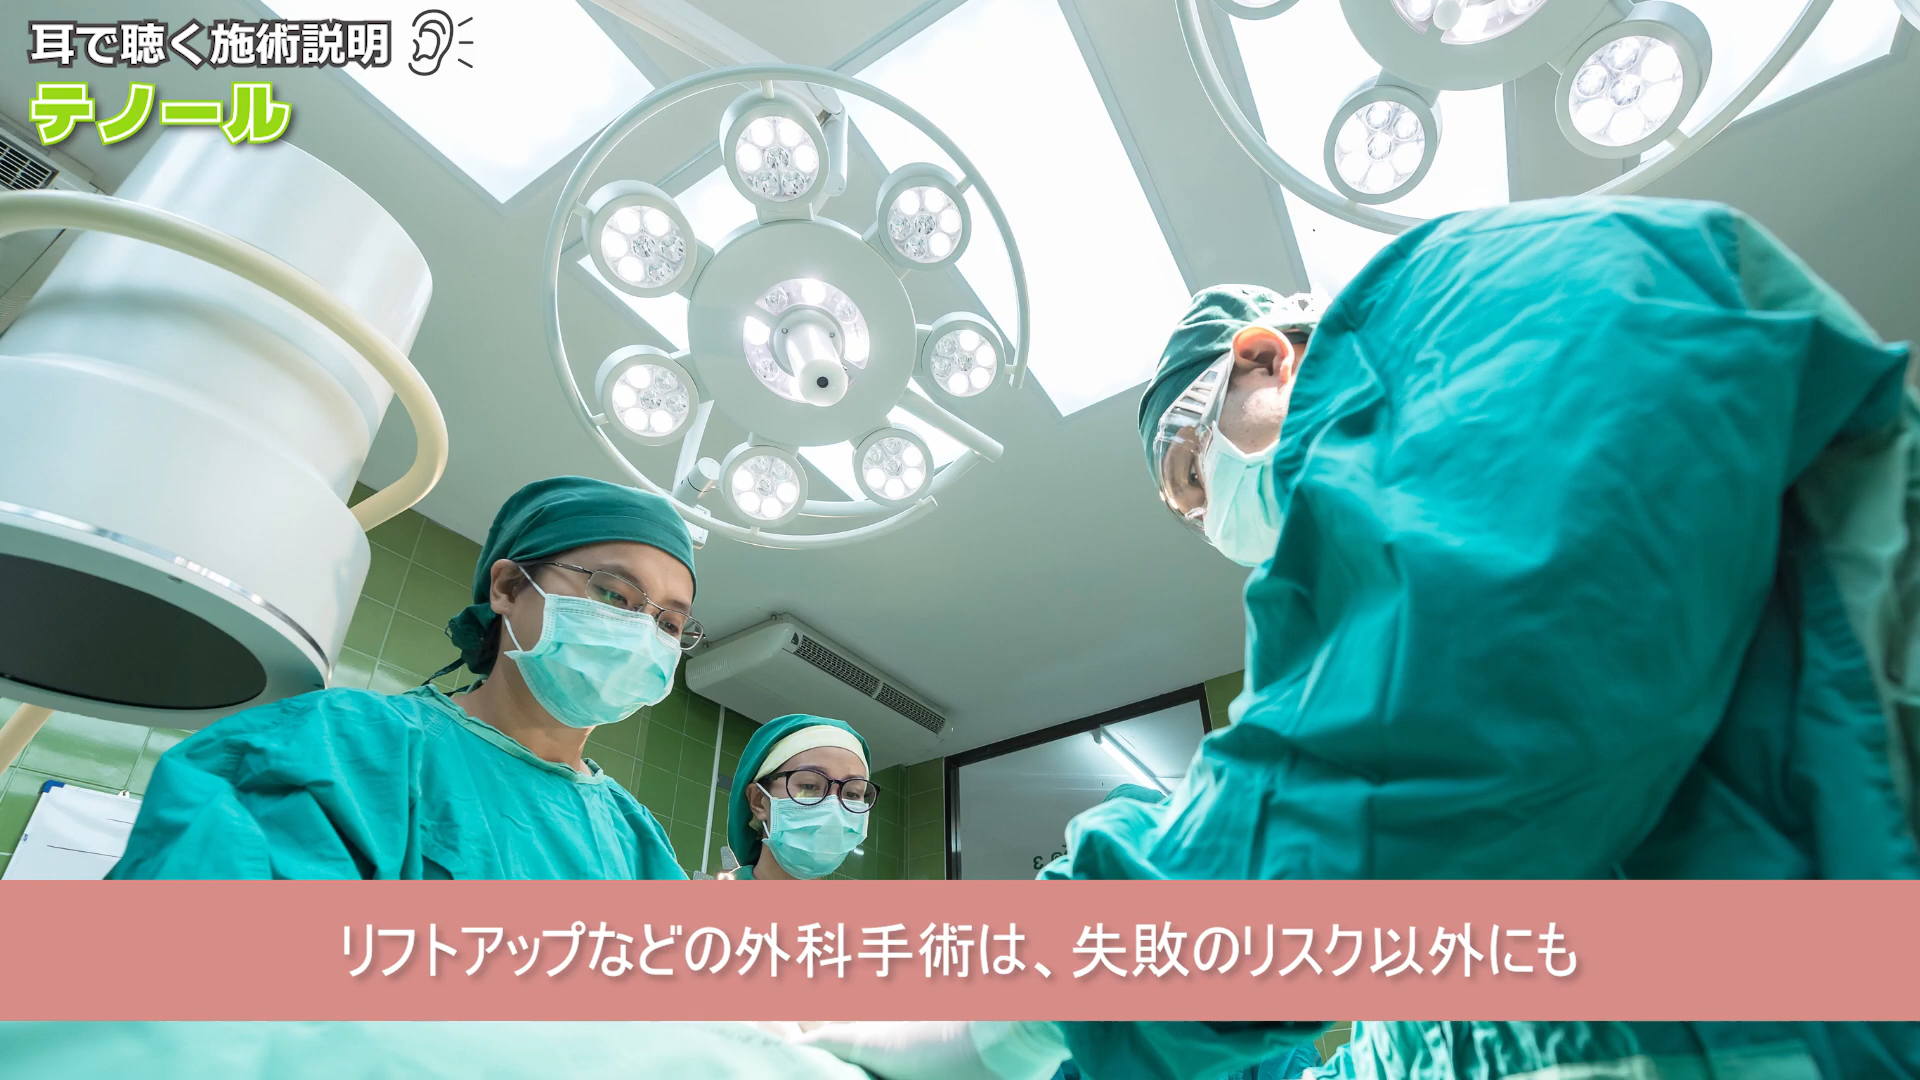 耳で聴く施術説明
テノール
リフトアップなどの外科手術は、失敗のリスク以外にも